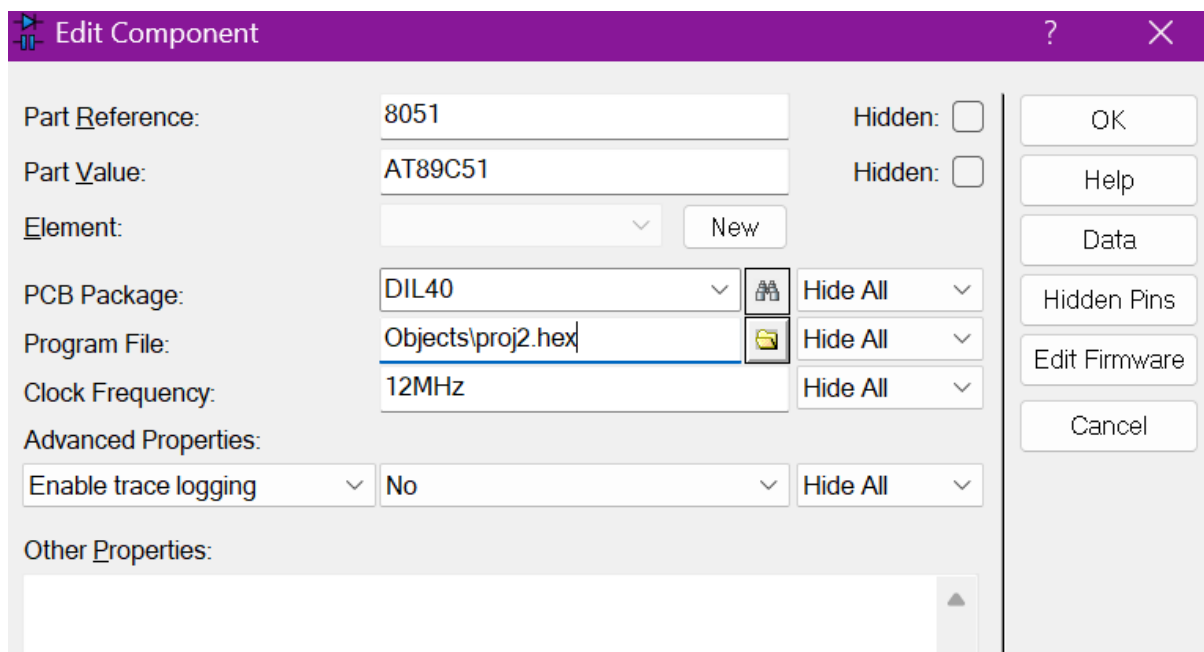 Edit Component ? ×
Part Reference: 8051 Hidden: OK
Part Value: AT89C51 Hidden: Help
Element: New Data
PCB Package: DIL40 Hide All Hidden Pins
Program File: Objects\proj2.hex Hide All Edit Firmware
Clock Frequency: 12MHz Hide All
Advanced Properties: Cancel
Enable trace logging No Hide All
Other Properties: